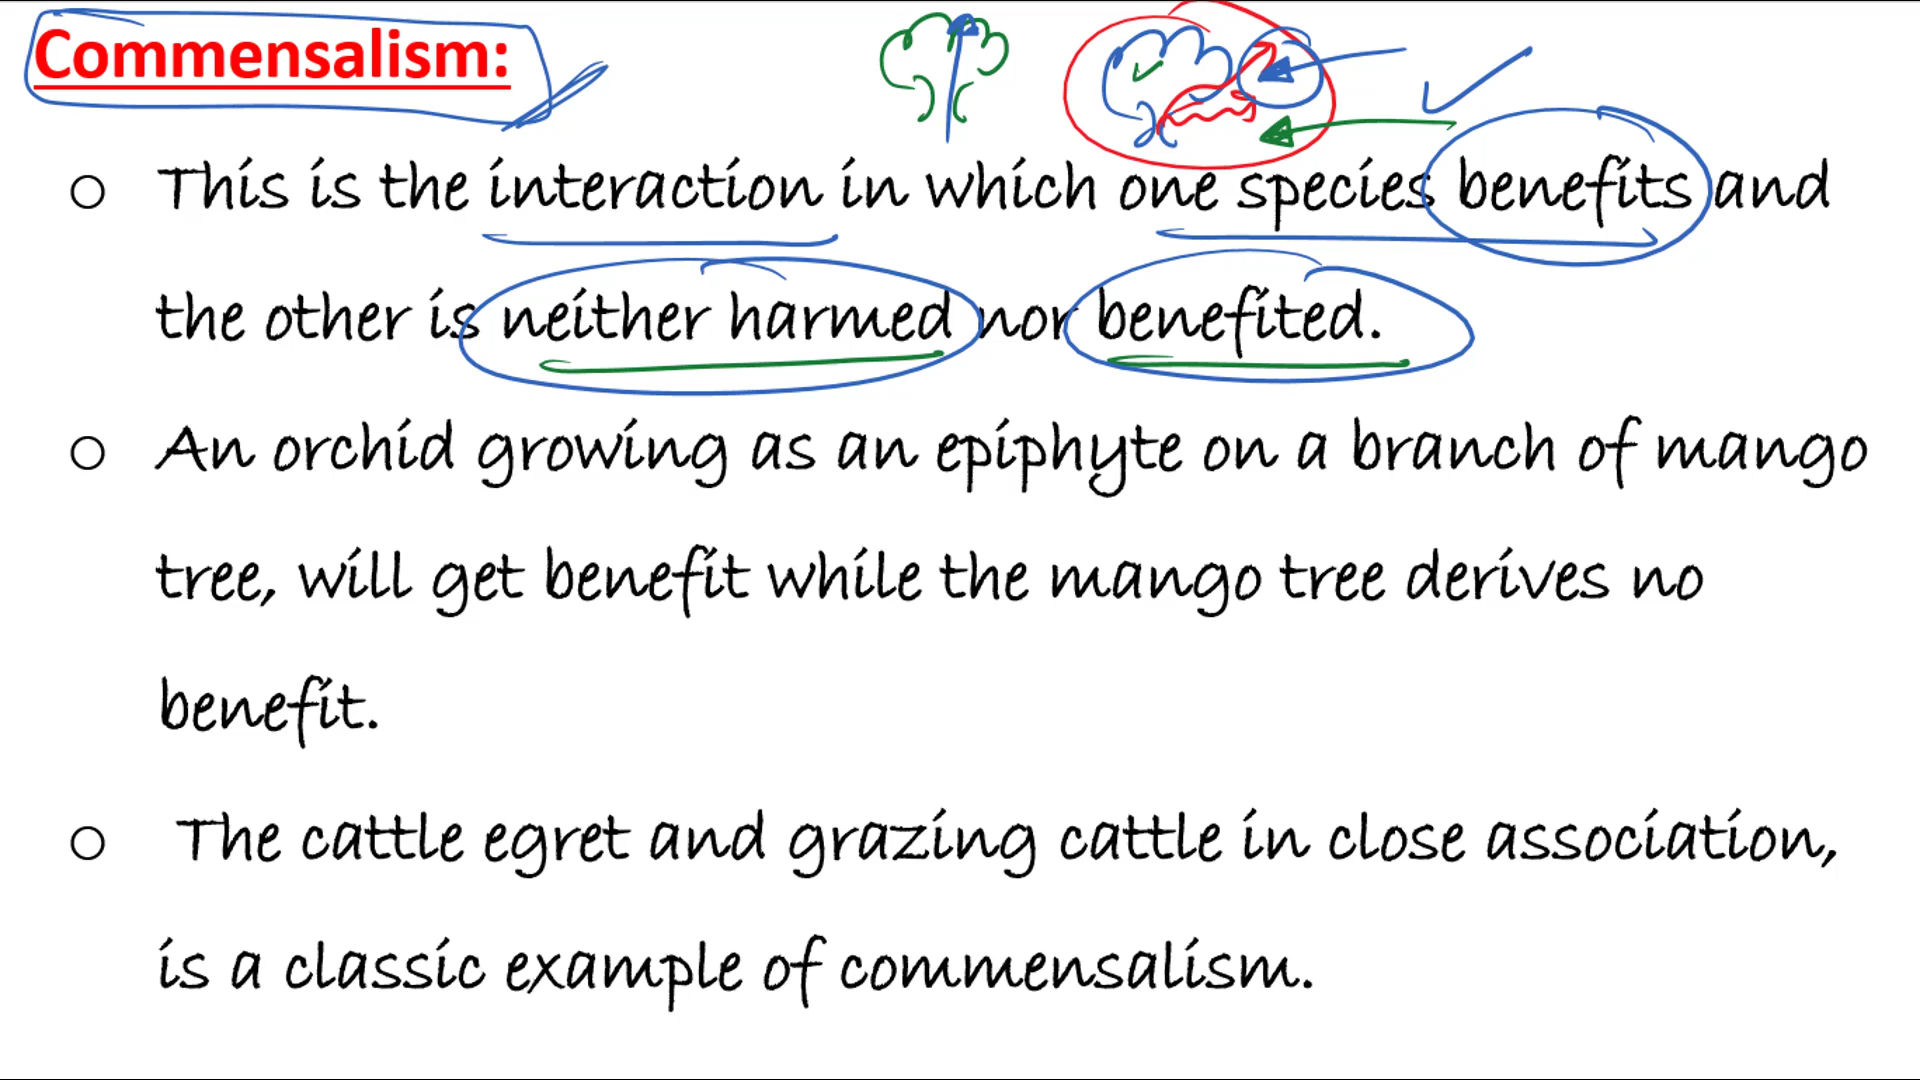 Commensalism:
○ This is the interaction in which one species benefits and
the other is neither harmed nor benefited.
○ An orchid growing as an epiphyte on a branch of mango
tree, will get benefit while the mango tree derives no
benefit.
○ The cattle egret and grazing cattle in close association,
is a classic example of commensalism.